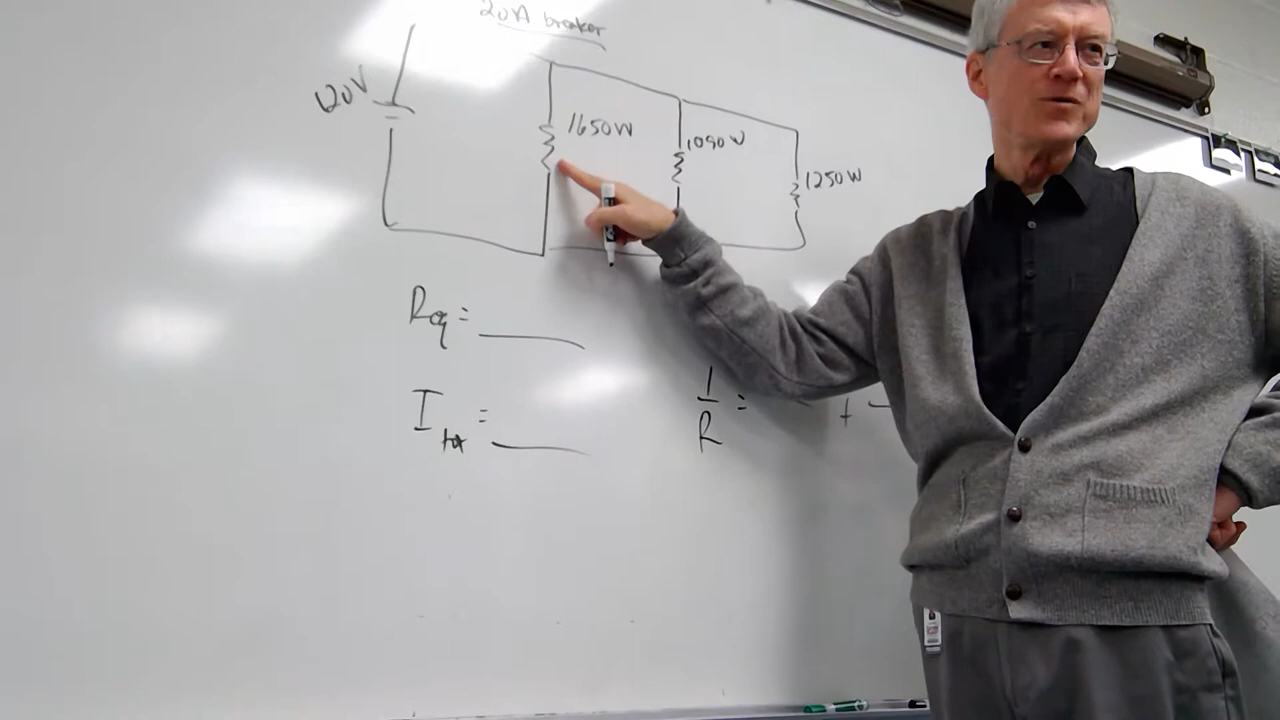 20A breaker
120V
1650W
1090W
1250W
Req =
Itot =
1/R = +